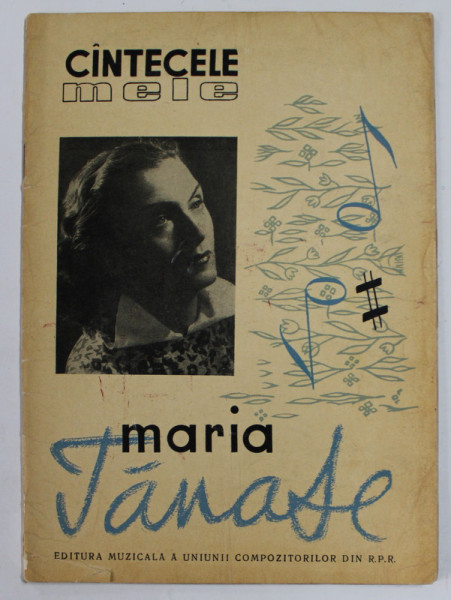 CÎNTECELE
mele
maria
Tănase
EDITURA MUZICALA A UNIUNII COMPOZITORILOR DIN R.P.R.